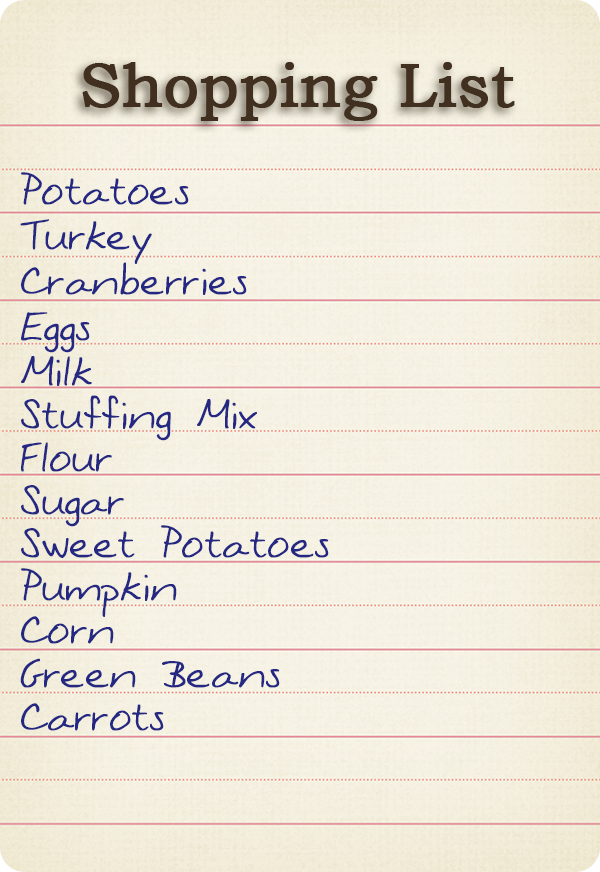 Shopping List
Potatoes
Turkey
Cranberries
Eggs
Milk
Stuffing Mix
Flour
Sugar
Sweet Potatoes
Pumpkin
Corn
Green Beans
Carrots